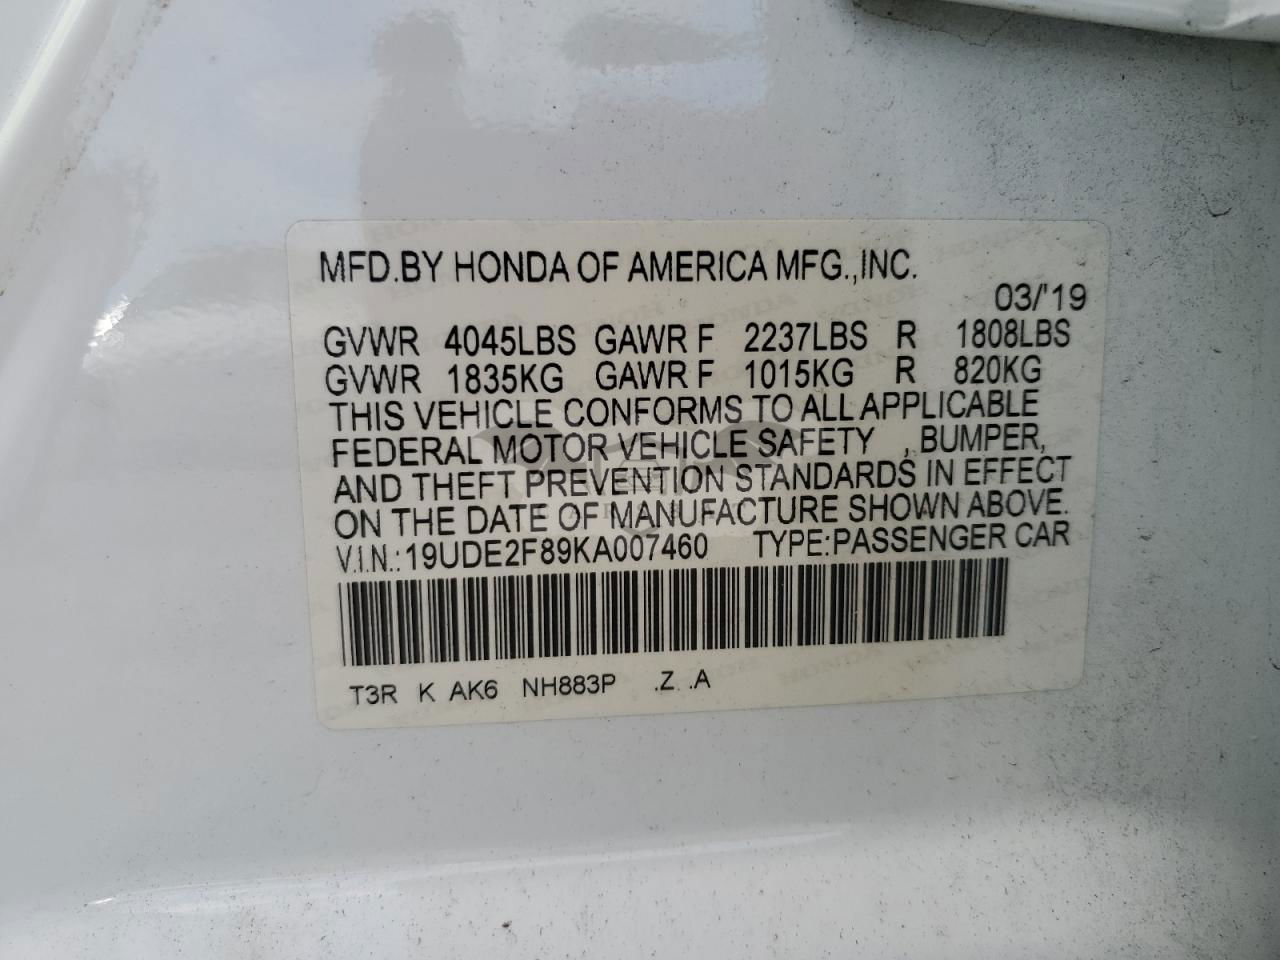 MFD.BY HONDA OF AMERICA MFG.,INC.
03/'19
GVWR 4045LBS GAWR F 2237LBS R 1808LBS
GVWR 1835KG GAWR F 1015KG R 820KG
THIS VEHICLE CONFORMS TO ALL APPLICABLE
FEDERAL MOTOR VEHICLE SAFETY , BUMPER,
AND THEFT PREVENTION STANDARDS IN EFFECT
ON THE DATE OF MANUFACTURE SHOWN ABOVE.
V.I.N.:19UDE2F89KA007460 TYPE:PASSENGER CAR
T3R K AK6 NH883P .Z .A